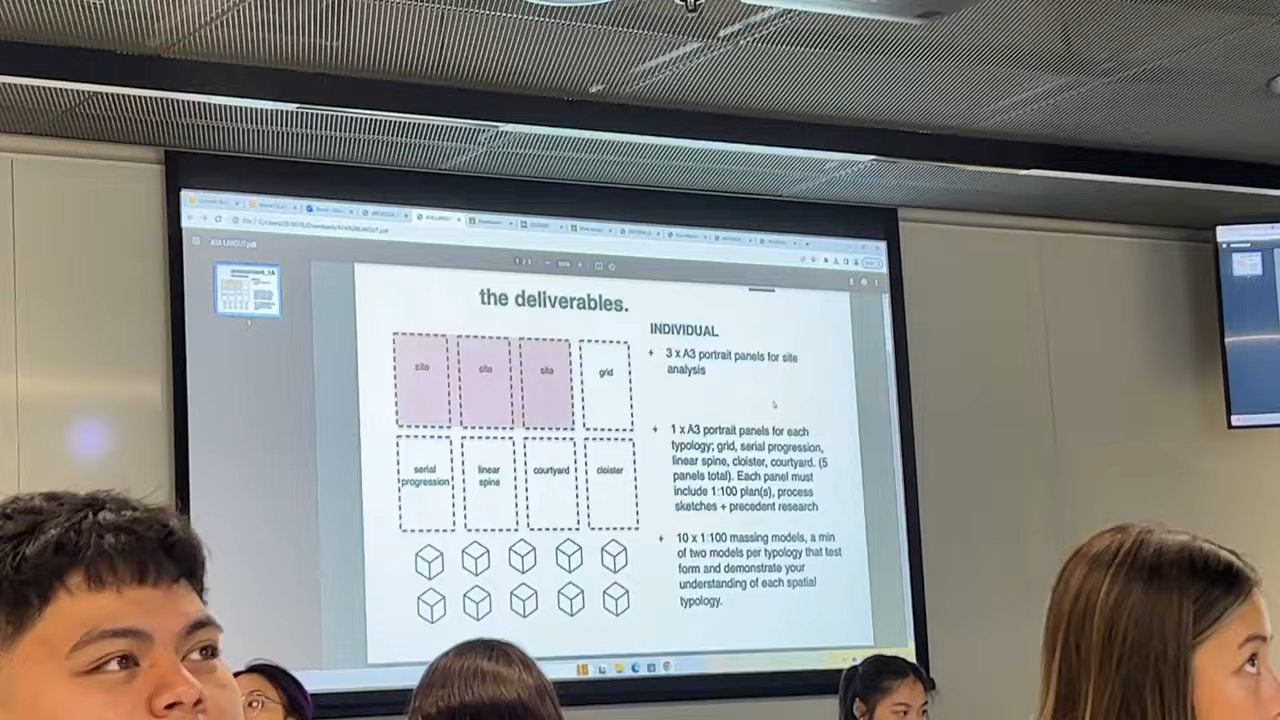 A1A LAYOUT.pdf
the deliverables.
site
site
site
grid
serial
progression
linear
spine
courtyard
cloister
INDIVIDUAL
+ 3 x A3 portrait panels for site
analysis
+ 1 x A3 portrait panels for each
typology; grid, serial progression,
linear spine, cloister, courtyard. (5
panels total). Each panel must
include 1:100 plan(s), process
sketches + precedent research
+ 10 x 1:100 massing models, a min
of two models per typology that test
form and demonstrate your
understanding of each spatial
typology.